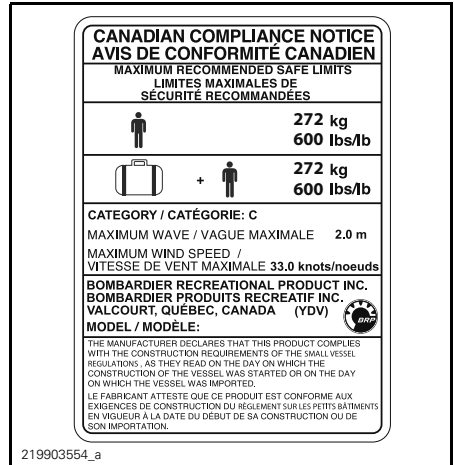 CANADIAN COMPLIANCE NOTICE
AVIS DE CONFORMITÉ CANADIEN
MAXIMUM RECOMMENDED SAFE LIMITS
LIMITES MAXIMALES DE
SÉCURITÉ RECOMMANDÉES
272 kg
600 lbs/lb
+
272 kg
600 lbs/lb
CATEGORY / CATÉGORIE: C
MAXIMUM WAVE / VAGUE MAXIMALE 2.0 m
MAXIMUM WIND SPEED /
VITESSE DE VENT MAXIMALE 33.0 knots/noeuds
BOMBARDIER RECREATIONAL PRODUCT INC.
BOMBARDIER PRODUITS RECREATIF INC.
VALCOURT, QUÉBEC, CANADA (YDV)
BRP
MODEL / MODÈLE:
THE MANUFACTURER DECLARES THAT THIS PRODUCT COMPLIES
WITH THE CONSTRUCTION REQUIREMENTS OF THE SMALL VESSEL
REGULATIONS, AS THEY READ ON THE DAY ON WHICH THE
CONSTRUCTION OF THE VESSEL WAS STARTED OR ON THE DAY
ON WHICH THE VESSEL WAS IMPORTED.
LE FABRICANT ATTESTE QUE CE PRODUIT EST CONFORME AUX
EXIGENCES DE CONSTRUCTION DU RÈGLEMENT SUR LES PETITS BÂTIMENTS
EN VIGUEUR À LA DATE DU DÉBUT DE SA CONSTRUCTION OU DE
SON IMPORTATION.
219903554_a